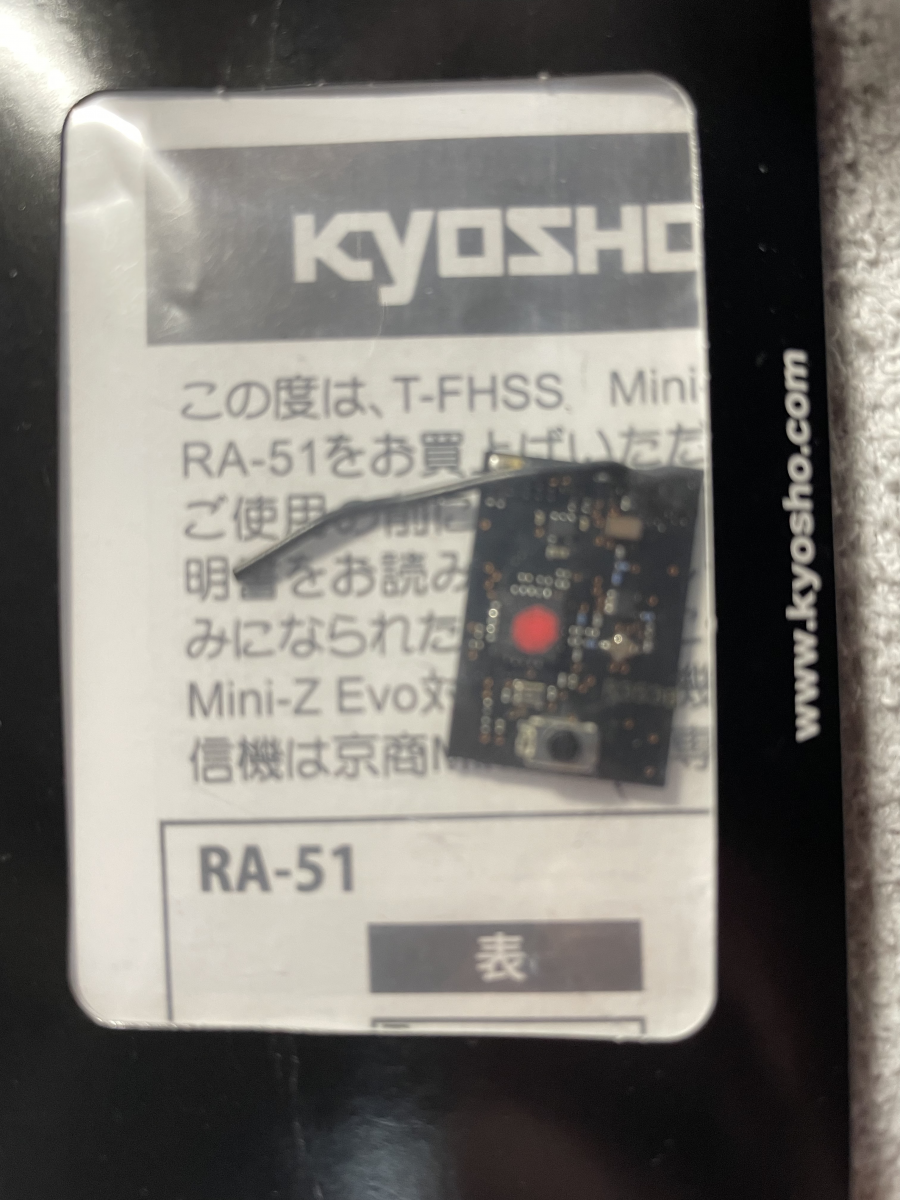 KYOSHO
この度は、T-FHSS Mini-
RA-51をお買上げいただ
ご使用の前に
明書をお読み
みになられた
Mini-Z Evo対
信機は京商
RA-51
表
www.kyosho.com